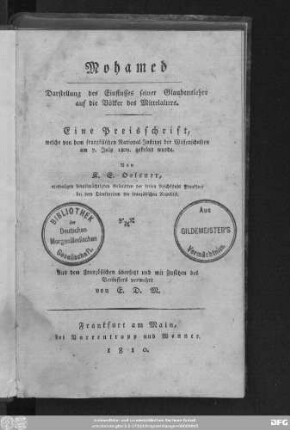 Mohamed
Darstellung des Einflusses seiner Glaubenslehre
auf die Völker des Mittelalters.
Eine Preisschrift,
welche von dem französischen National Institut der Wissenschaften
am 7. July 1809. gekrönt wurde.
Von
K. E. Oelsner,
BIBLIOTHEK
der
Deutschen
Morgenländischen
Gesellschaft.
Aus
GILDEMEISTER'S
Vermächtnis.
Aus dem Französischen übersetzt und mit Zusätzen des
Verfassers vermehrt
von E. D. M.
Frankfurt am Main,
bei Varrentrapp und Wenner.
1810.